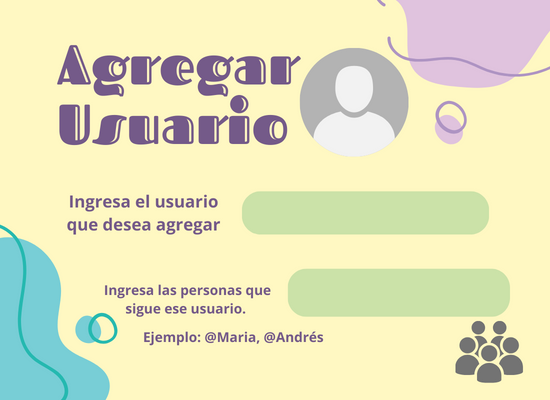 Agregar
Usuario
Ingresa el usuario
que desea agregar
Ingresa las personas que
sigue ese usuario.
Ejemplo: @Maria, @Andrés